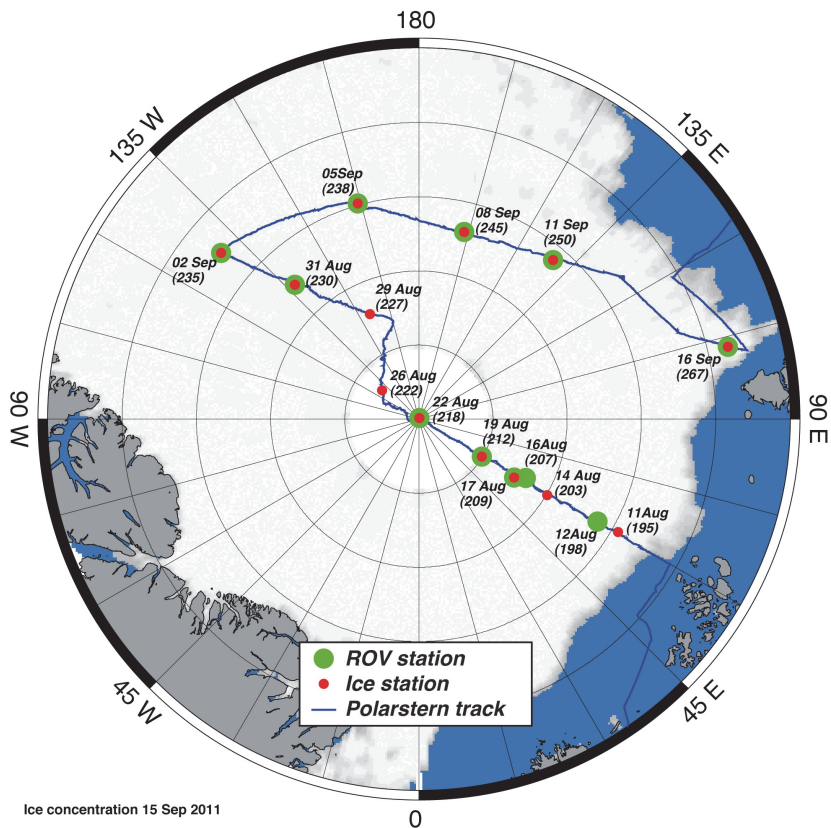 180
135 W
135 E
05Sep
(238)
08 Sep
(245)
11 Sep
(250)
02 Sep
(235)
31 Aug
(230)
29 Aug
(227)
16 Sep
(267)
26 Aug
(222)
90 W
90 E
22 Aug
(218)
19 Aug
(212)
16Aug
(207)
17 Aug
(209)
14 Aug
(203)
11Aug
(195)
12Aug
(198)
ROV station
Ice station
Polarstern track
45 W
45 E
0
Ice concentration 15 Sep 2011